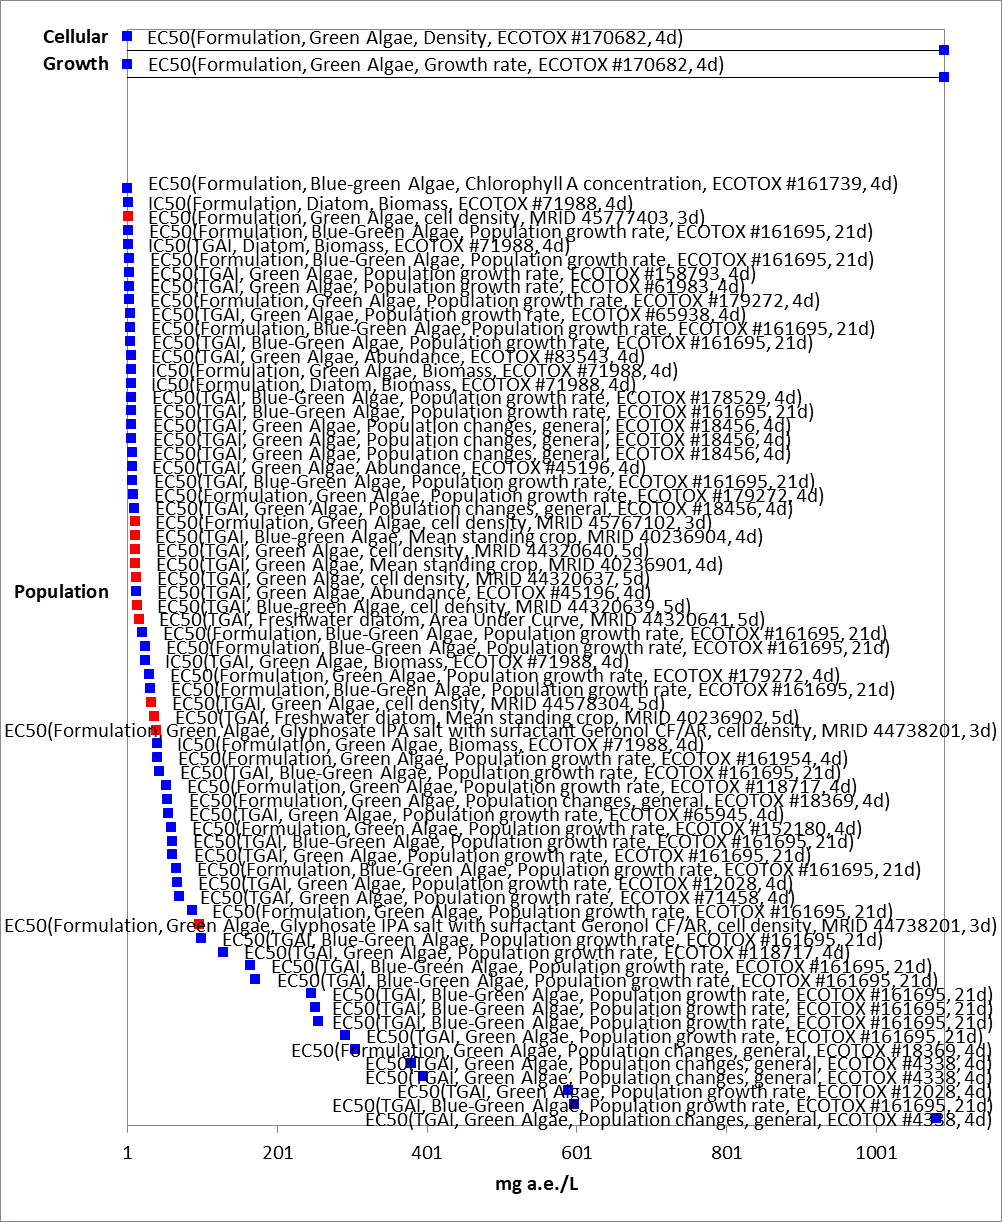 Cellular
EC50(Formulation, Green Algae, Density, ECOTOX #170682, 4d)
Growth
EC50(Formulation, Green Algae, Growth rate, ECOTOX #170682, 4d)
EC50(Formulation, Blue-green Algae, Chlorophyll A concentration, ECOTOX #161739, 4d)
IC50(Formulation, Diatom, Biomass, ECOTOX #71988, 4d)
EC50(Formulation, Green Algae, cell density, MRID 45777403, 3d)
EC50(Formulation, Blue-Green Algae, Population growth rate, ECOTOX #161695, 21d)
IC50(TGAI, Diatom, Biomass, ECOTOX #71988, 4d)
EC50(Formulation, Blue-Green Algae, Population growth rate, ECOTOX #161695, 21d)
EC50(TGAI, Green Algae, Population growth rate, ECOTOX #158793, 4d)
EC50(TGAI, Green Algae, Population growth rate, ECOTOX #61983, 4d)
EC50(Formulation, Green Algae, Population growth rate, ECOTOX #179272, 4d)
EC50(TGAI, Green Algae, Population growth rate, ECOTOX #65938, 4d)
EC50(Formulation, Blue-Green Algae, Population growth rate, ECOTOX #161695, 21d)
EC50(TGAI, Blue-Green Algae, Population growth rate, ECOTOX #161695, 21d)
EC50(TGAI, Green Algae, Abundance, ECOTOX #83543, 4d)
IC50(Formulation, Green Algae, Biomass, ECOTOX #71988, 4d)
IC50(Formulation, Diatom, Biomass, ECOTOX #71988, 4d)
EC50(TGAI, Blue-Green Algae, Population growth rate, ECOTOX #178529, 4d)
EC50(TGAI, Blue-Green Algae, Population growth rate, ECOTOX #161695, 21d)
EC50(TGAI, Green Algae, Population changes, general, ECOTOX #18456, 4d)
EC50(TGAI, Green Algae, Population changes, general, ECOTOX #18456, 4d)
EC50(TGAI, Green Algae, Population changes, general, ECOTOX #18456, 4d)
EC50(TGAI, Green Algae, Abundance, ECOTOX #45196, 4d)
EC50(TGAI, Blue-Green Algae, Population growth rate, ECOTOX #161695, 21d)
EC50(Formulation, Green Algae, Population growth rate, ECOTOX #179272, 4d)
EC50(TGAI, Green Algae, Population changes, general, ECOTOX #18456, 4d)
EC50(Formulation, Green Algae, cell density, MRID 45767102, 3d)
EC50(TGAI, Blue-green Algae, Mean standing crop, MRID 40236904, 4d)
EC50(TGAI, Green Algae, cell density, MRID 44320640, 5d)
EC50(TGAI, Green Algae, Mean standing crop, MRID 40236901, 4d)
EC50(TGAI, Green Algae, cell density, MRID 44320637, 5d)
Population
EC50(TGAI, Green Algae, Abundance, ECOTOX #45196, 4d)
EC50(TGAI, Blue-green Algae, cell density, MRID 44320639, 5d)
EC50(TGAI, Freshwater diatom, Area Under Curve, MRID 44320641, 5d)
EC50(Formulation, Blue-Green Algae, Population growth rate, ECOTOX #161695, 21d)
EC50(Formulation, Blue-Green Algae, Population growth rate, ECOTOX #161695, 21d)
IC50(TGAI, Green Algae, Biomass, ECOTOX #71988, 4d)
EC50(Formulation, Green Algae, Population growth rate, ECOTOX #179272, 4d)
EC50(Formulation, Blue-Green Algae, Population growth rate, ECOTOX #161695, 21d)
EC50(TGAI, Green Algae, cell density, MRID 44578304, 5d)
EC50(TGAI, Freshwater diatom, Mean standing crop, MRID 40236902, 5d)
EC50(Formulation, Green Algae, Glyphosate IPA salt with surfactant Geronol CF/AR, cell density, MRID 44738201, 3d)
IC50(Formulation, Green Algae, Biomass, ECOTOX #71988, 4d)
EC50(Formulation, Green Algae, Population growth rate, ECOTOX #161954, 4d)
EC50(TGAI, Blue-Green Algae, Population growth rate, ECOTOX #161695, 21d)
EC50(Formulation, Green Algae, Population growth rate, ECOTOX #118717, 4d)
EC50(Formulation, Green Algae, Population changes, general, ECOTOX #18369, 4d)
EC50(TGAI, Green Algae, Population growth rate, ECOTOX #65945, 4d)
EC50(Formulation, Green Algae, Population growth rate, ECOTOX #152180, 4d)
EC50(TGAI, Blue-Green Algae, Population growth rate, ECOTOX #161695, 21d)
EC50(TGAI, Green Algae, Population growth rate, ECOTOX #161695, 21d)
EC50(Formulation, Blue-Green Algae, Population growth rate, ECOTOX #161695, 21d)
EC50(TGAI, Green Algae, Population growth rate, ECOTOX #12028, 4d)
EC50(TGAI, Green Algae, Population growth rate, ECOTOX #71458, 4d)
EC50(Formulation, Green Algae, Population growth rate, ECOTOX #161695, 21d)
EC50(Formulation, Green Algae, Glyphosate IPA salt with surfactant Geronol CF/AR, cell density, MRID 44738201, 3d)
EC50(TGAI, Blue-Green Algae, Population growth rate, ECOTOX #161695, 21d)
EC50(TGAI, Green Algae, Population growth rate, ECOTOX #118717, 4d)
EC50(TGAI, Blue-Green Algae, Population growth rate, ECOTOX #161695, 21d)
EC50(TGAI, Blue-Green Algae, Population growth rate, ECOTOX #161695, 21d)
EC50(TGAI, Blue-Green Algae, Population growth rate, ECOTOX #161695, 21d)
EC50(TGAI, Blue-Green Algae, Population growth rate, ECOTOX #161695, 21d)
EC50(TGAI, Blue-Green Algae, Population growth rate, ECOTOX #161695, 21d)
EC50(TGAI, Green Algae, Population growth rate, ECOTOX #161695, 21d)
EC50(Formulation, Green Algae, Population changes, general, ECOTOX #18369, 4d)
EC50(TGAI, Green Algae, Population changes, general, ECOTOX #4338, 4d)
EC50(TGAI, Green Algae, Population changes, general, ECOTOX #4338, 4d)
EC50(TGAI, Green Algae, Population growth rate, ECOTOX #12028, 4d)
EC50(TGAI, Blue-Green Algae, Population growth rate, ECOTOX #161695, 21d)
EC50(TGAI, Green Algae, Population changes, general, ECOTOX #4338, 4d)
1 201 401 601 801 1001
mg a.e./L